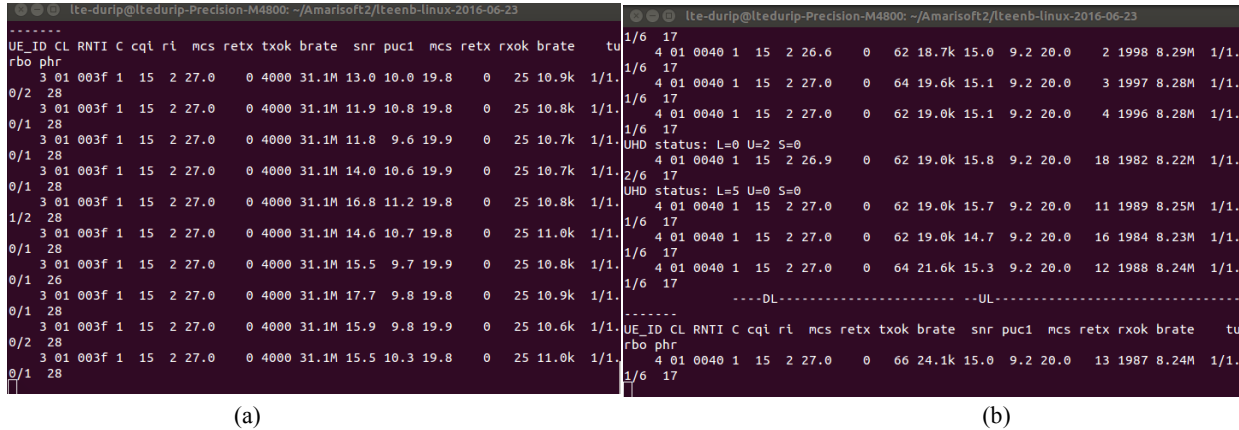 lte-durip@ltedurip-Precision-M4800: ~/Amarisoft2/lteenb-linux-2016-06-23
-------
UE_ID CL RNTI C cqi ri  mcs retx txok brate  snr puc1  mcs retx rxok brate     tu
rbo phr
3 01 003f 1  15  2 27.0    0 4000 31.1M 13.0 10.0 19.8    0   25 10.9k  1/1.
0/2  28
3 01 003f 1  15  2 27.0    0 4000 31.1M 11.9 10.8 19.8    0   25 10.8k  1/1.
0/1  28
3 01 003f 1  15  2 27.0    0 4000 31.1M 11.8  9.6 19.9    0   25 10.7k  1/1.
0/1  28
3 01 003f 1  15  2 27.0    0 4000 31.1M 14.0 10.6 19.9    0   25 10.7k  1/1.
0/1  28
3 01 003f 1  15  2 27.0    0 4000 31.1M 16.8 11.2 19.8    0   25 10.8k  1/1.
1/2  28
3 01 003f 1  15  2 27.0    0 4000 31.1M 14.6 10.7 19.8    0   25 11.0k  1/1.
0/1  28
3 01 003f 1  15  2 27.0    0 4000 31.1M 15.5  9.7 19.9    0   25 10.8k  1/1.
0/1  26
3 01 003f 1  15  2 27.0    0 4000 31.1M 17.7  9.8 19.8    0   25 10.9k  1/1.
0/1  28
3 01 003f 1  15  2 27.0    0 4000 31.1M 15.9  9.8 19.9    0   25 10.6k  1/1.
0/2  28
3 01 003f 1  15  2 27.0    0 4000 31.1M 15.5 10.3 19.8    0   25 11.0k  1/1.
0/1  28
(a)
lte-durip@ltedurip-Precision-M4800: ~/Amarisoft2/lteenb-linux-2016-06-23
1/6  17
4 01 0040 1  15  2 26.6    0   62 18.7k 15.0  9.2 20.0    2 1998 8.29M  1/1.
1/6  17
4 01 0040 1  15  2 27.0    0   64 19.6k 15.1  9.2 20.0    3 1997 8.28M  1/1.
1/6  17
4 01 0040 1  15  2 27.0    0   62 19.0k 15.1  9.2 20.0    4 1996 8.28M  1/1.
1/6  17
UHD status: L=0 U=2 S=0
4 01 0040 1  15  2 26.9    0   62 19.0k 15.8  9.2 20.0   18 1982 8.22M  1/1.
2/6  17
UHD status: L=5 U=0 S=0
4 01 0040 1  15  2 27.0    0   62 19.0k 15.7  9.2 20.0   11 1989 8.25M  1/1.
1/6  17
4 01 0040 1  15  2 27.0    0   62 19.0k 14.7  9.2 20.0   16 1984 8.23M  1/1.
1/6  17
4 01 0040 1  15  2 27.0    0   64 21.6k 15.3  9.2 20.0   12 1988 8.24M  1/1.
1/6  17
----DL------------------------ --UL----------------------------------
-------
UE_ID CL RNTI C cqi ri  mcs retx txok brate  snr puc1  mcs retx rxok brate     tu
rbo phr
4 01 0040 1  15  2 27.0    0   66 24.1k 15.0  9.2 20.0   13 1987 8.24M  1/1.
1/6  17
(b)